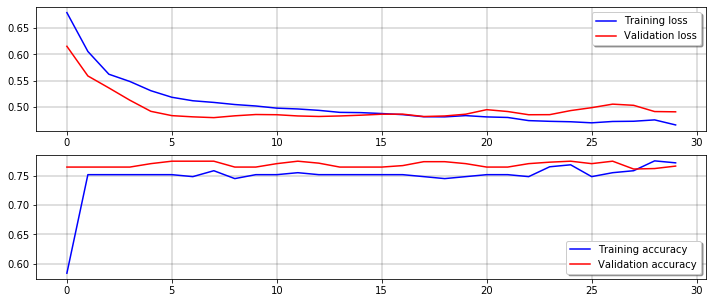 0.65
0.60
0.55
0.50
Training loss
Validation loss
0 5 10 15 20 25 30
0.75
0.70
0.65
0.60
Training accuracy
Validation accuracy
0 5 10 15 20 25 30